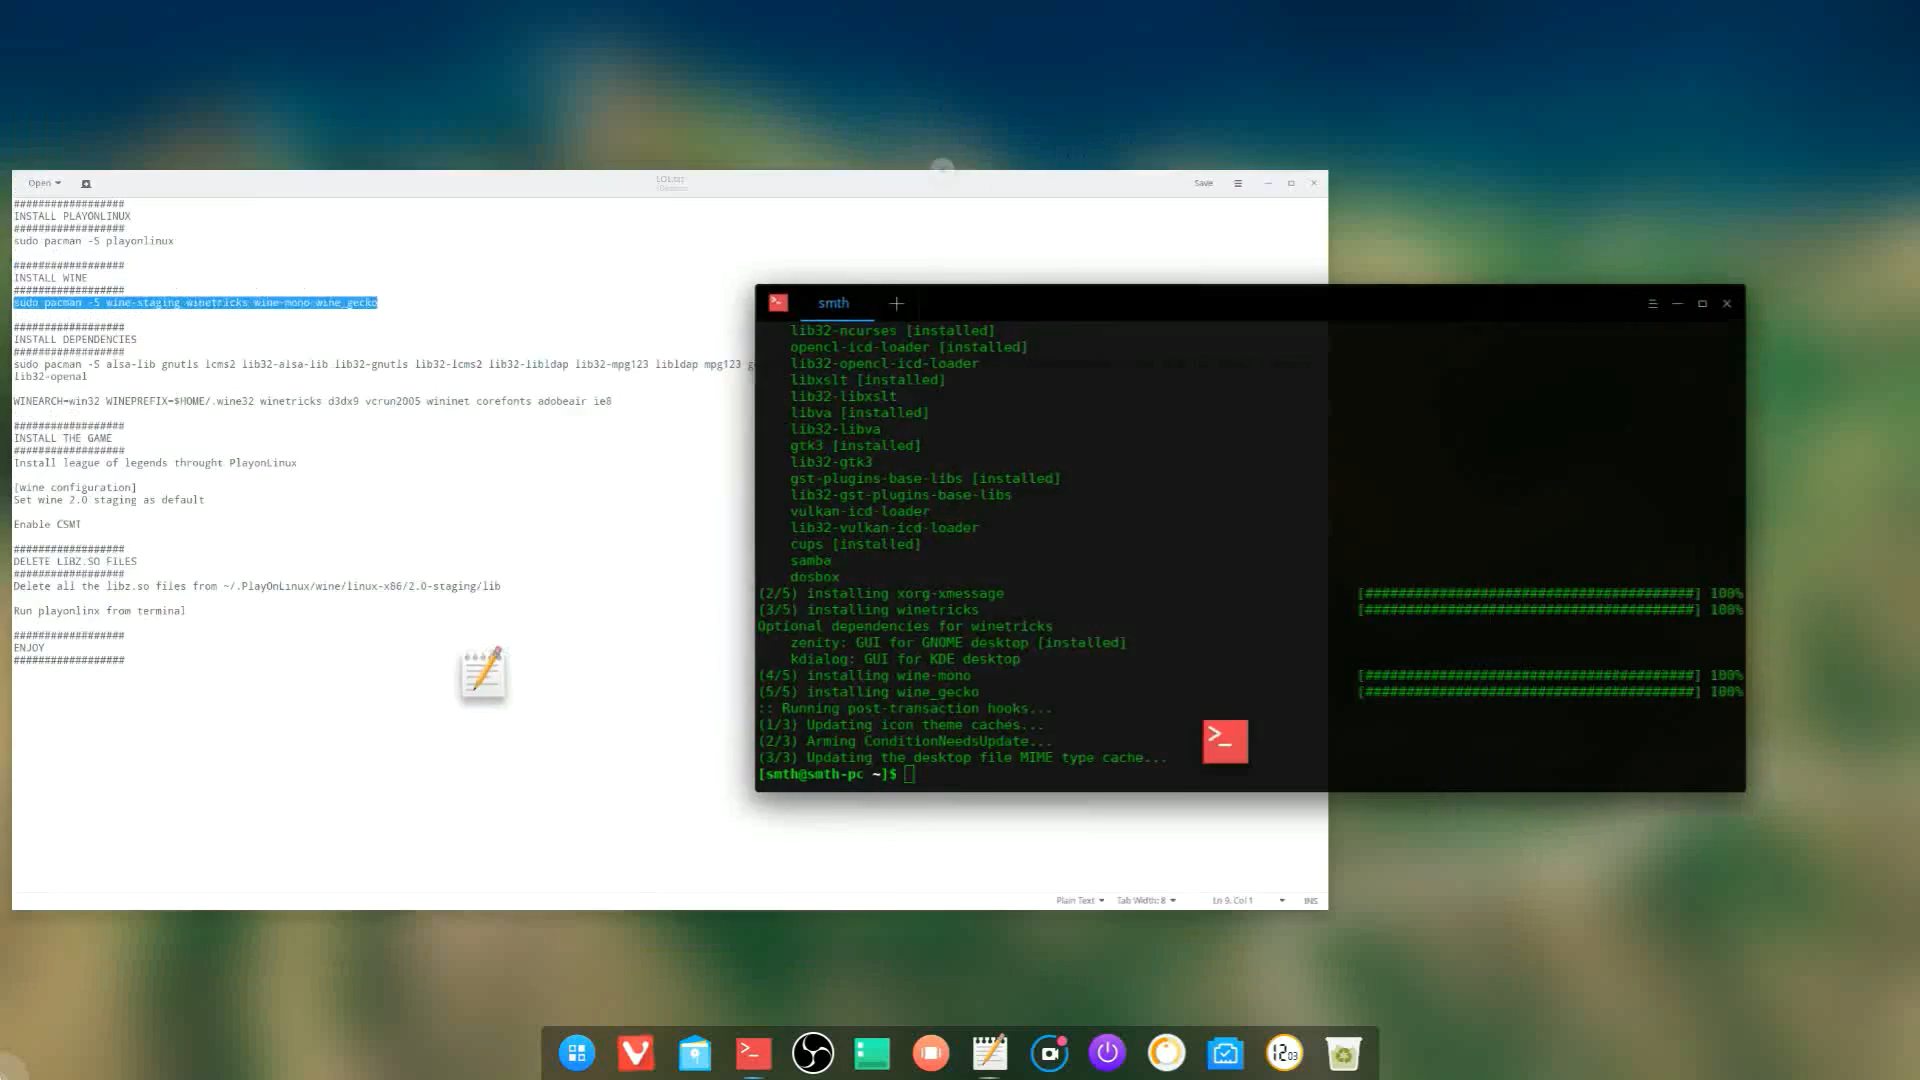 Open
LOL.txt
Save
##################
INSTALL PLAYONLINUX
##################
sudo pacman -S playonlinux
##################
INSTALL WINE
##################
sudo pacman -S wine-staging winetricks wine-mono wine_gecko
##################
INSTALL DEPENDENCIES
##################
sudo pacman -S alsa-lib gnutls lcms2 lib32-alsa-lib lib32-gnutls lib32-lcms2 lib32-libldap lib32-mpg123 libldap mpg123
lib32-openal
WINEARCH=win32 WINEPREFIX=$HOME/.wine32 winetricks d3dx9 vcrun2005 wininet corefonts adobeair ie8
##################
INSTALL THE GAME
##################
Install league of legends throught PlayonLinux
[wine configuration]
Set wine 2.0 staging as default
Enable CSMT
##################
DELETE LIBZ.SO FILES
##################
Delete all the libz.so files from ~/.PlayOnLinux/wine/linux-x86/2.0-staging/lib
Run playonlinx from terminal
##################
ENJOY
##################
Plain Text
Tab Width: 8
Ln 9, Col 1
INS
smth
lib32-ncurses [installed]
opencl-icd-loader [installed]
lib32-opencl-icd-loader
libxslt [installed]
lib32-libxslt
libva [installed]
lib32-libva
gtk3 [installed]
lib32-gtk3
gst-plugins-base-libs [installed]
lib32-gst-plugins-base-libs
vulkan-icd-loader
lib32-vulkan-icd-loader
cups [installed]
samba
dosbox
(2/5) installing xorg-xmessage [########################################] 100%
(3/5) installing winetricks [########################################] 100%
Optional dependencies for winetricks
zenity: GUI for GNOME desktop [installed]
kdialog: GUI for KDE desktop
(4/5) installing wine-mono [########################################] 100%
(5/5) installing wine_gecko [########################################] 100%
:: Running post-transaction hooks...
(1/3) Updating icon theme caches...
(2/3) Arming ConditionNeedsUpdate...
(3/3) Updating the desktop file MIME type cache...
[smth@smth-pc ~]$
12:03